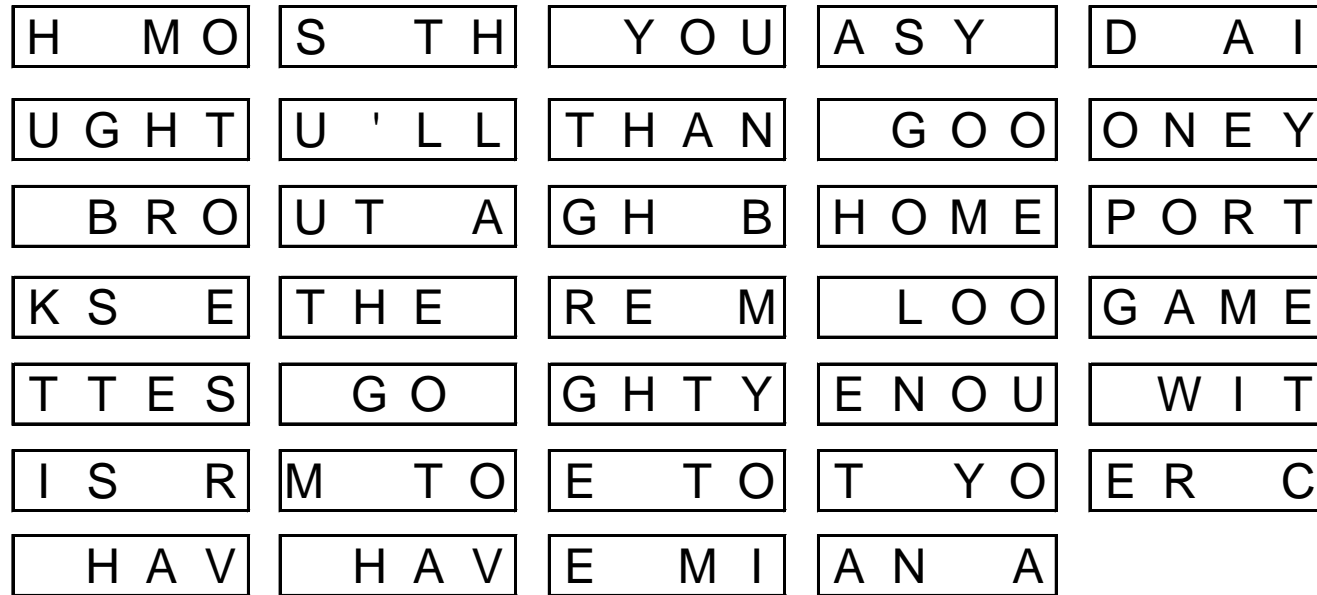 H MO S TH YOU ASY D AI
UGHT U'LL THAN GOO ONEY
BRO UT A GH B HOME PORT
KS E THE RE M LOO GAME
TTES GO GHTY ENOU WIT
IS R M TO E TO T YO ER C
HAV HAV E MI AN A